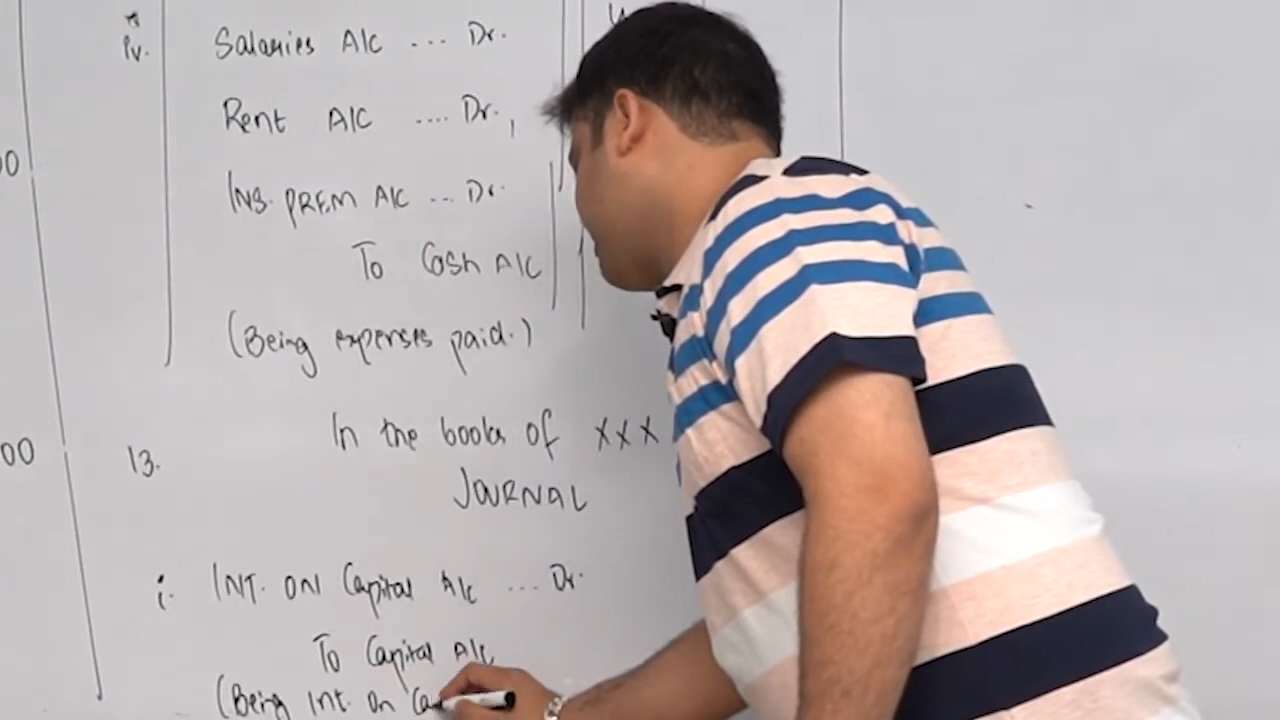 iv. Salaries A/c ... Dr.
Rent A/c .... Dr.
00
INS. PREM A/c ... Dr.
To Cash A/c
(Being expenses paid.)
In the books of XXX
00
13.
JOURNAL
i. INT. ON Capital A/c ... Dr.
To Capital A/c
(Being Int. on Ca